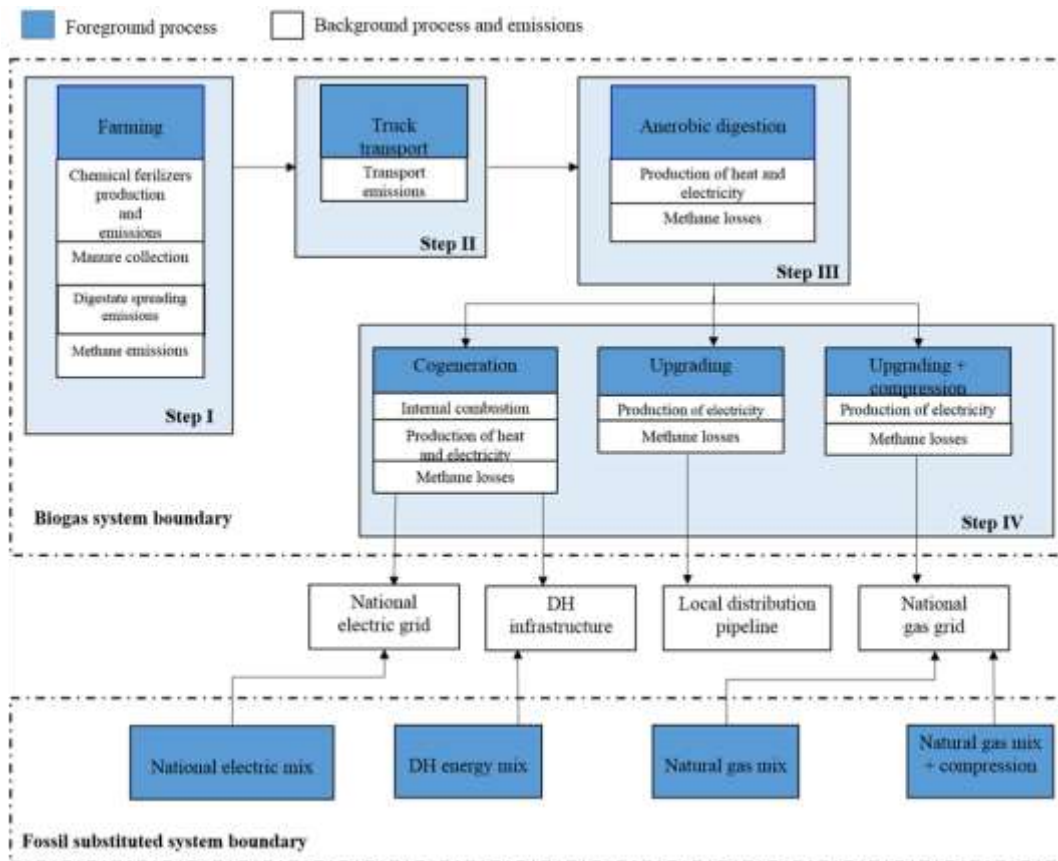 Foreground process
Background process and emissions
Farming
Chemical ferilizers
production
and
emissions
Manure collection
Digestate spreading
emissions
Methane emissions
Step I
Truck
transport
Transport
emissions
Step II
Anerobic digestion
Production of heat and
electricity
Methane losses
Step III
Cogeneration
Internal combustion
Production of heat
and electricity
Methane losses
Upgrading
Production of electricity
Methane losses
Upgrading +
compression
Production of electricity
Methane losses
Step IV
Biogas system boundary
National
electric grid
DH
infrastructure
Local distribution
pipeline
National
gas grid
National electric mix
DH energy mix
Natural gas mix
Natural gas mix
+ compression
Fossil substituted system boundary